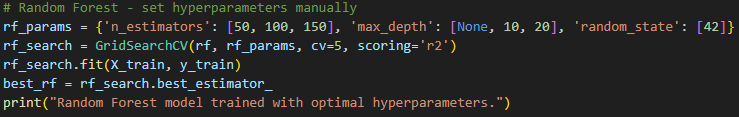 # Random Forest - set hyperparameters manually
rf_params = {'n_estimators': [50, 100, 150], 'max_depth': [None, 10, 20], 'random_state': [42]}
rf_search = GridSearchCV(rf, rf_params, cv=5, scoring='r2')
rf_search.fit(X_train, y_train)
best_rf = rf_search.best_estimator_
print("Random Forest model trained with optimal hyperparameters.")